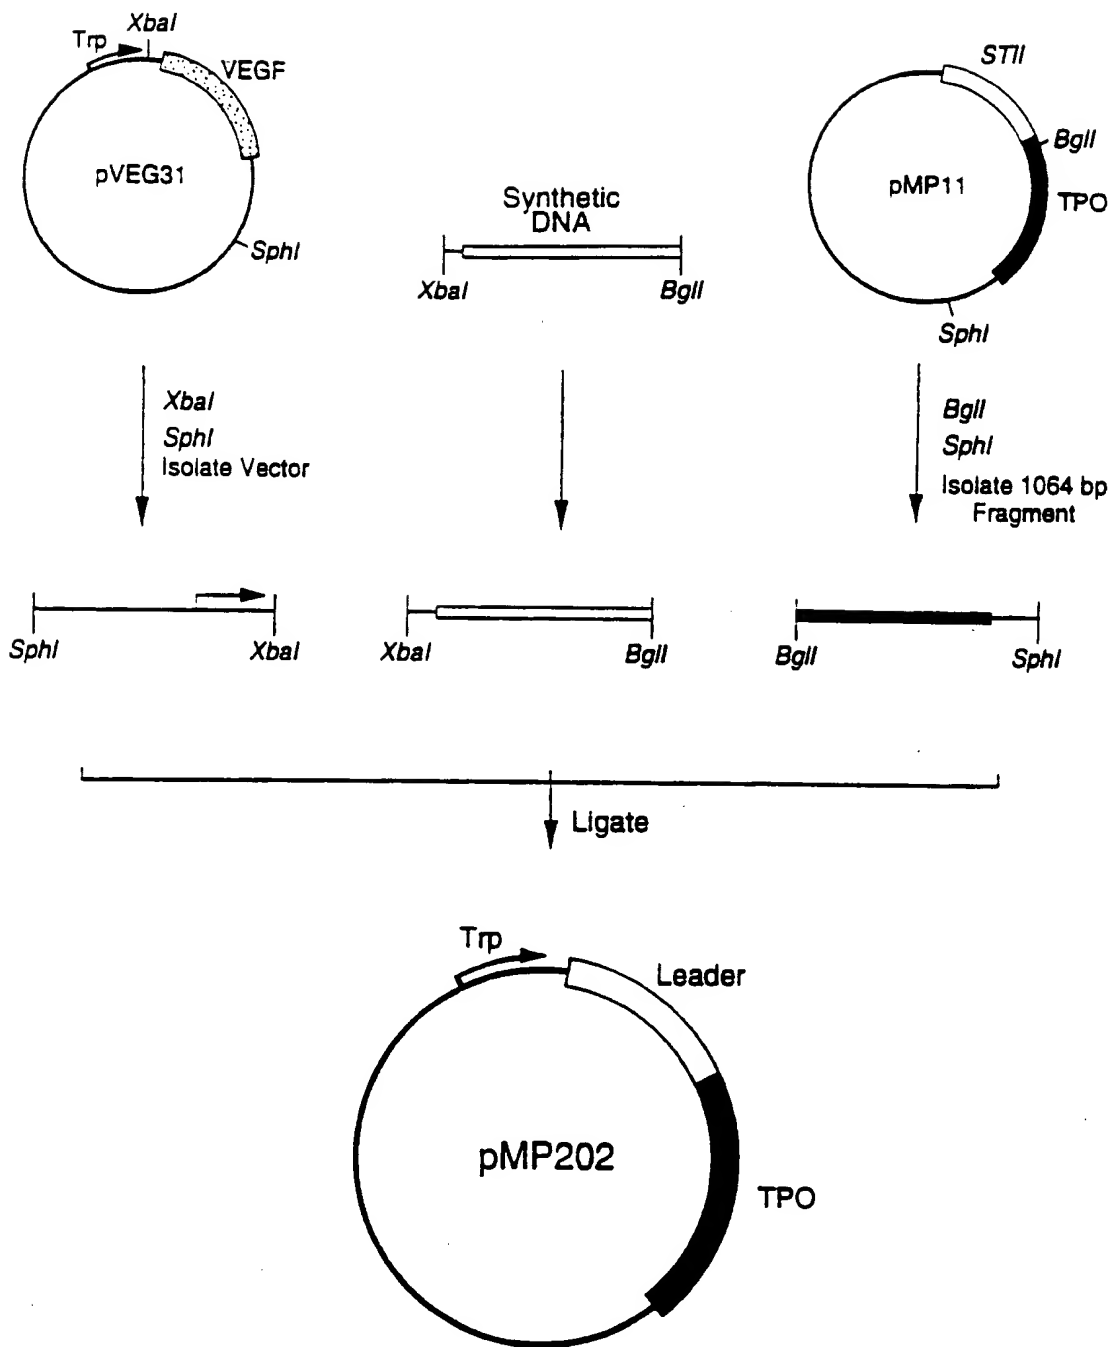 XbaI
Trp
VEGF
pVEG31
SphI
Synthetic
DNA
XbaI
BglI
STII
BglI
pMP11
TPO
SphI
XbaI
SphI
Isolate Vector
BglI
SphI
Isolate 1064 bp
Fragment
SphI
XbaI
XbaI
BglI
BglI
SphI
Ligate
Trp
Leader
pMP202
TPO